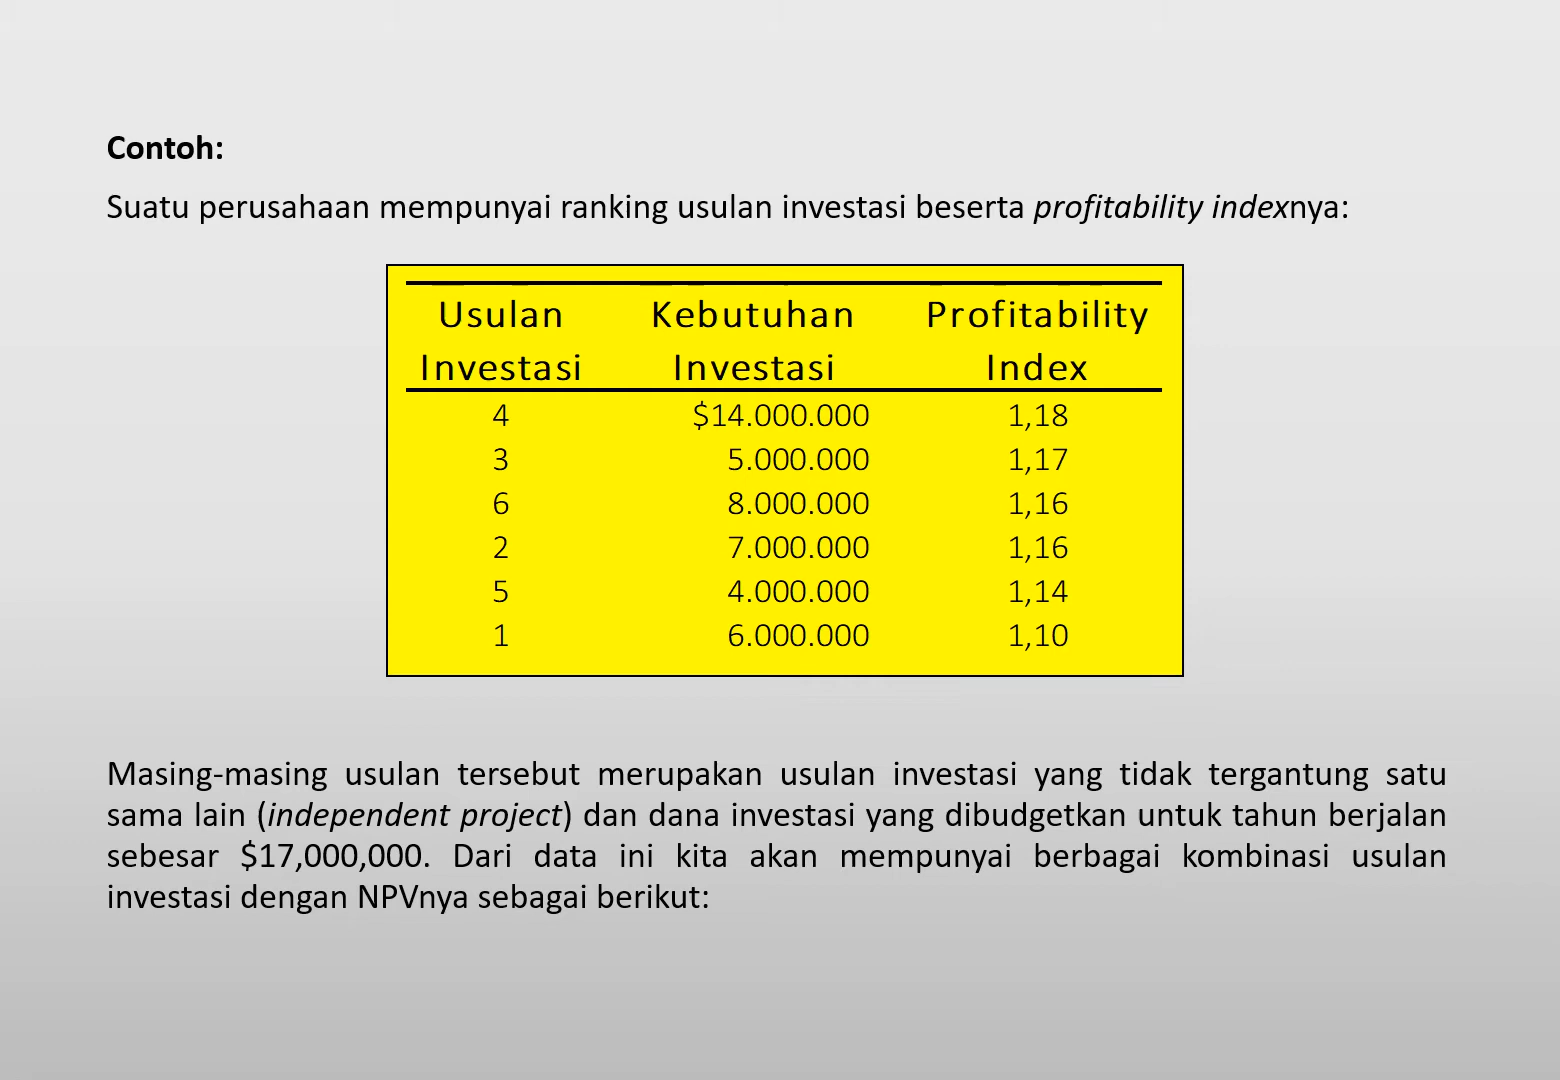 Contoh:
Suatu perusahaan mempunyai ranking usulan investasi beserta profitability indexnya:
Usulan Investasi Kebutuhan Investasi Profitability Index
4 $14.000.000 1,18
3 5.000.000 1,17
6 8.000.000 1,16
2 7.000.000 1,16
5 4.000.000 1,14
1 6.000.000 1,10
Masing-masing usulan tersebut merupakan usulan investasi yang tidak tergantung satu
sama lain (independent project) dan dana investasi yang dibudgetkan untuk tahun berjalan
sebesar $17,000,000. Dari data ini kita akan mempunyai berbagai kombinasi usulan
investasi dengan NPVnya sebagai berikut: